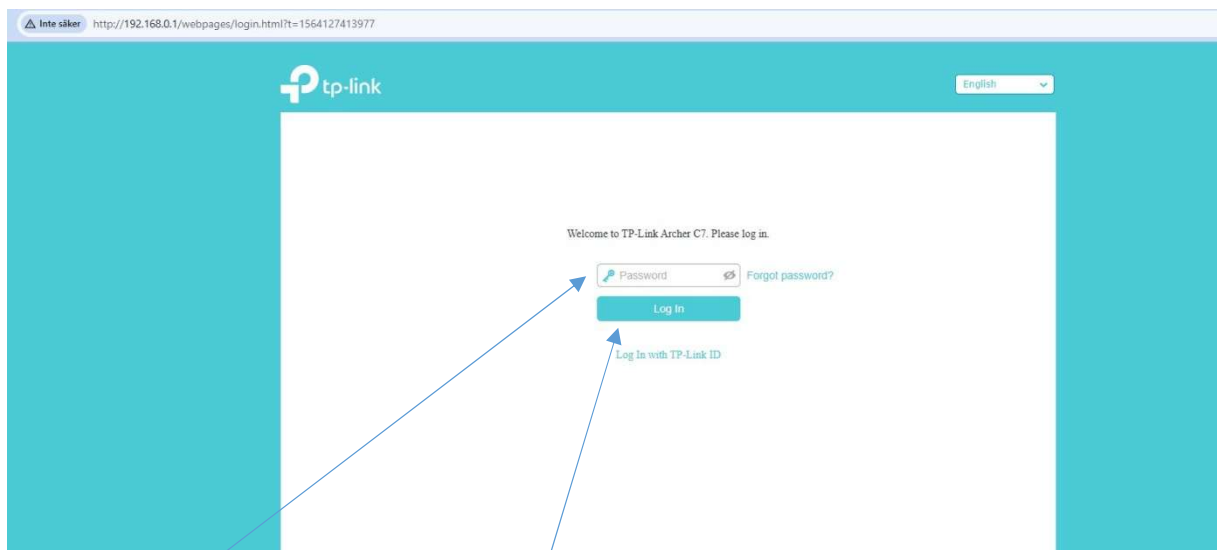 Inte säker http://192.168.0.1/webpages/login.html?t=1564127413977
tp-link
English
Welcome to TP-Link Archer C7. Please log in.
Password
Forgot password?
Log In
Log In with TP-Link ID